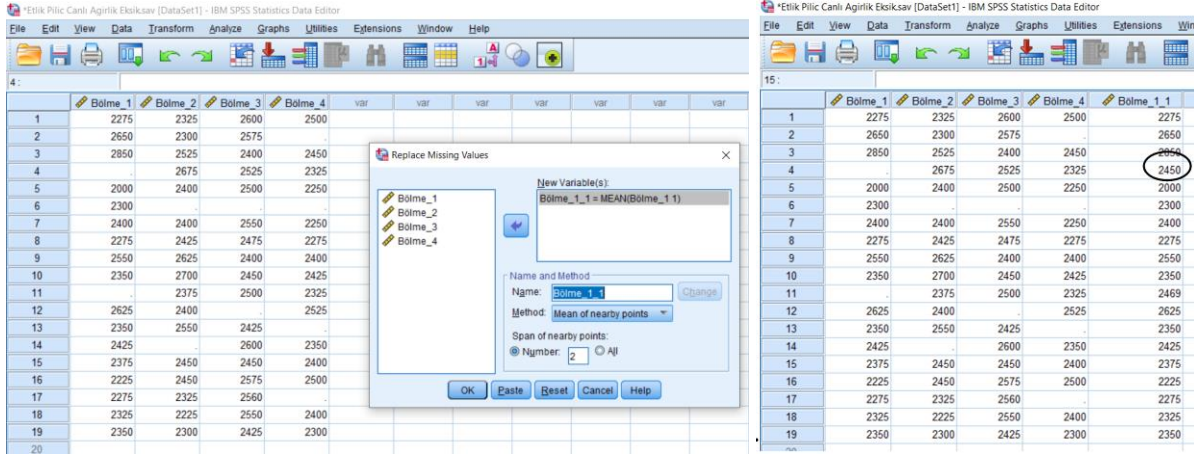 *Etlik Pilic Canlı Agirlik Eksik.sav [DataSet1] - IBM SPSS Statistics Data Editor
File Edit View Data Transform Analyze Graphs Utilities Extensions Window Help
4 :
Bölme_1 Bölme_2 Bölme_3 Bölme_4 var var var var var var var
1 2275 2325 2600 2500
2 2650 2300 2575 .
3 2850 2525 2400 2450
4 . 2675 2525 2325
5 2000 2400 2500 2250
6 2300 . . .
7 2400 2400 2550 2250
8 2275 2425 2475 2275
9 2550 2625 2400 2400
10 2350 2700 2450 2425
11 . 2375 2500 2325
12 2625 2400 . 2525
13 2350 2550 2425 .
14 2425 . 2600 2350
15 2375 2450 2450 2400
16 2225 2450 2575 2500
17 2275 2325 2560 .
18 2325 2225 2550 2400
19 2350 2300 2425 2300
20
Replace Missing Values
Bölme_1
Bölme_2
Bölme_3
Bölme_4
New Variable(s):
Bölme_1_1 = MEAN(Bölme_1 1)
Name and Method
Name: Bölme_1_1 Change
Method: Mean of nearby points
Span of nearby points:
Number: 2 All
OK Paste Reset Cancel Help
*Etlik Pilic Canlı Agirlik Eksik.sav [DataSet1] - IBM SPSS Statistics Data Editor
File Edit View Data Transform Analyze Graphs Utilities Extensions Win
15 :
Bölme_1 Bölme_2 Bölme_3 Bölme_4 Bölme_1_1
1 2275 2325 2600 2500 2275
2 2650 2300 2575 . 2650
3 2850 2525 2400 2450 2850
4 . 2675 2525 2325 2450
5 2000 2400 2500 2250 2000
6 2300 . . . 2300
7 2400 2400 2550 2250 2400
8 2275 2425 2475 2275 2275
9 2550 2625 2400 2400 2550
10 2350 2700 2450 2425 2350
11 . 2375 2500 2325 2469
12 2625 2400 . 2525 2625
13 2350 2550 2425 . 2350
14 2425 . 2600 2350 2425
15 2375 2450 2450 2400 2375
16 2225 2450 2575 2500 2225
17 2275 2325 2560 . 2275
18 2325 2225 2550 2400 2325
19 2350 2300 2425 2300 2350